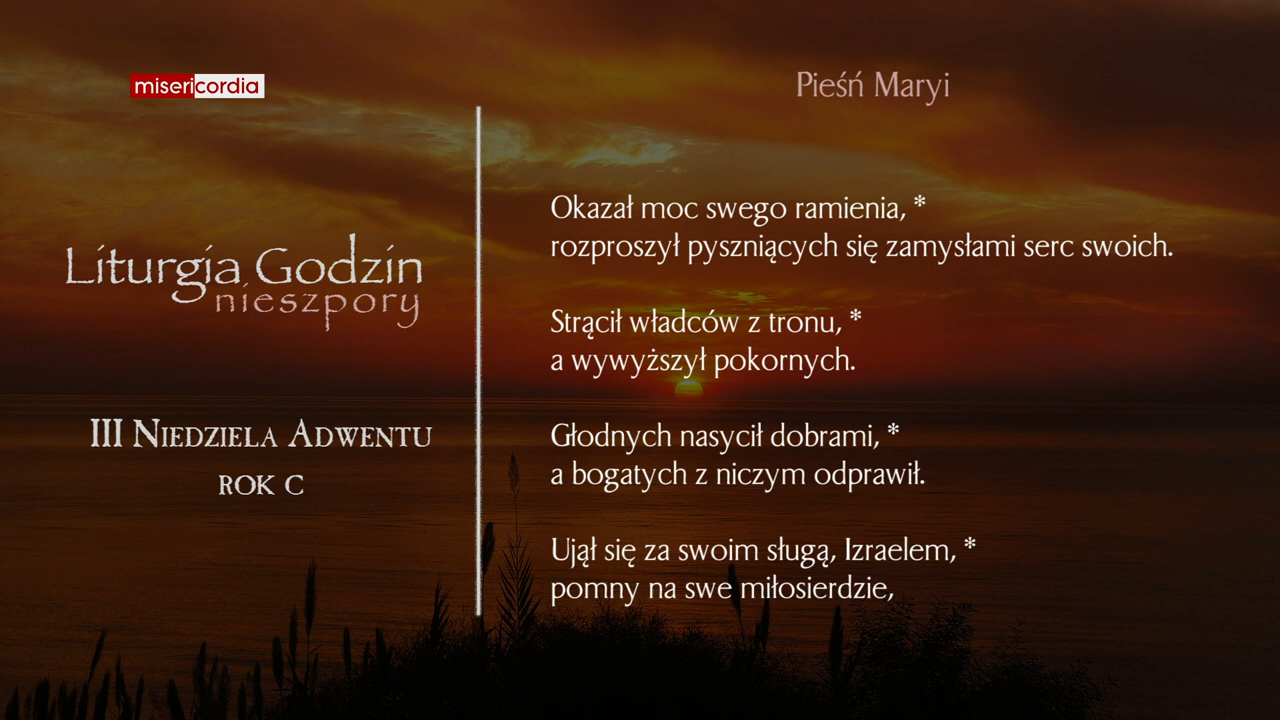 misericordia
Liturgia Godzin
nieszpory
III Niedziela Adwentu
rok C
Pieśń Maryi
Okazał moc swego ramienia, *
rozproszył pyszniących się zamysłami serc swoich.
Strącił władców z tronu, *
a wywyższył pokornych.
Głodnych nasycił dobrami, *
a bogatych z niczym odprawił.
Ujął się za swoim sługą, Izraelem, *
pomny na swe miłosierdzie,